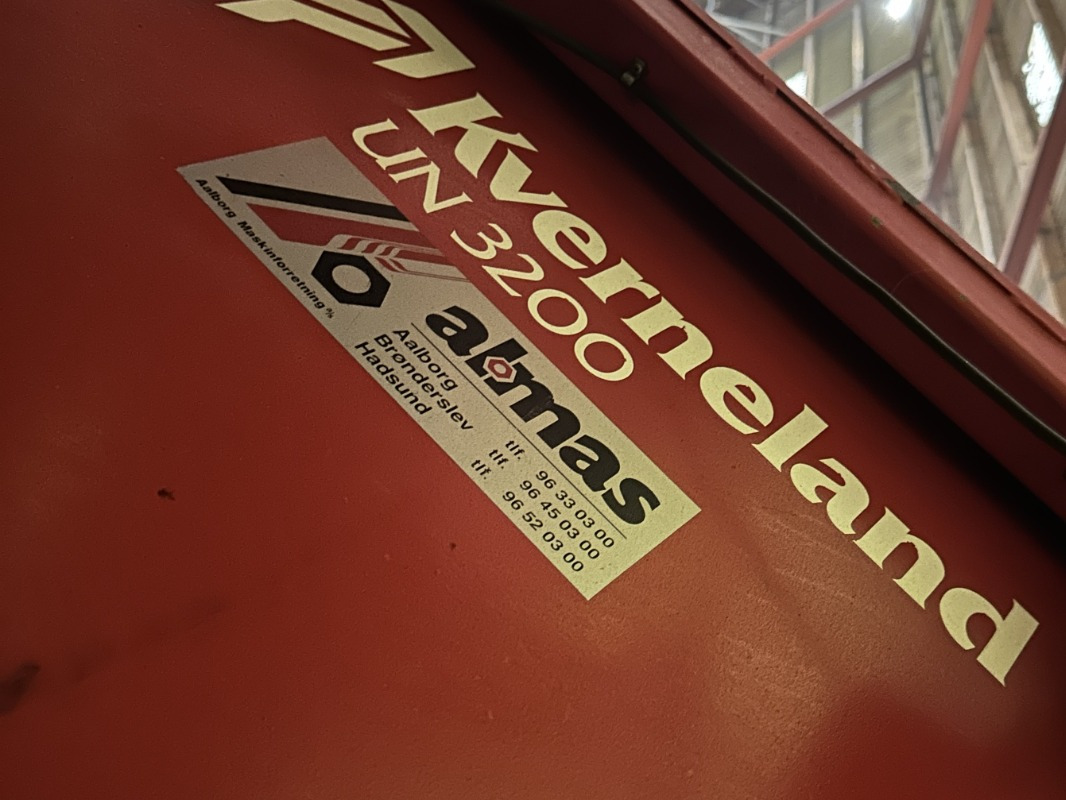 Kverneland
UN 3200
Aalborg Maskinforretning A/S
almas
Aalborg tlf. 96 33 03 00
Brønderslev tlf. 96 45 03 00
Hadsund tlf. 96 52 03 00